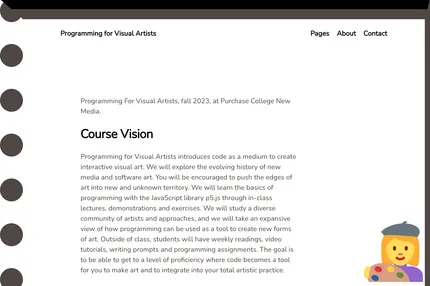 Programming for Visual Artists
Pages About Contact
Programming For Visual Artists, fall 2023, at Purchase College New
Media.
Course Vision
Programming for Visual Artists introduces code as a medium to create
interactive visual art. We will explore the evolving history of new
media and software art. You will be encouraged to push the edges of
art into new and unknown territory. We will learn the basics of
programming with the JavaScript library p5.js through in-class
lectures, demonstrations and exercises. We will study a diverse
community of artists and approaches, and we will take an expansive
view of how programming can be used as a tool to create new forms
of art. Outside of class, students will have weekly readings, video
tutorials, writing prompts and programming assignments. The goal is
to be able to get to a level of proficiency where code becomes a tool
for you to make art and to integrate into your total artistic practice.